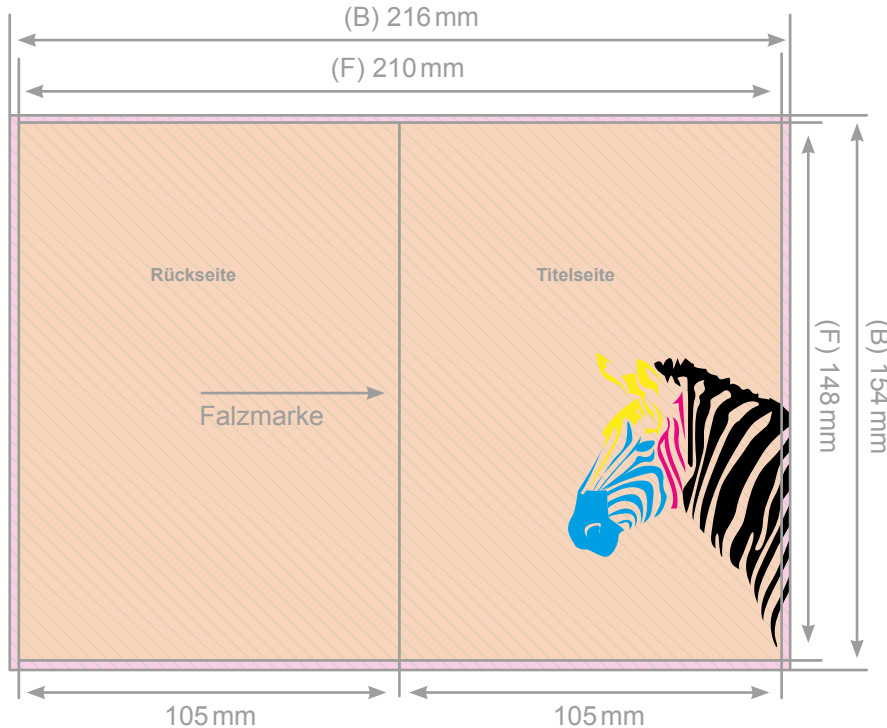 (B) 216 mm
(F) 210 mm
Rückseite
Titelseite
(F) 148 mm
(B) 154 mm
Falzmarke
105 mm
105 mm